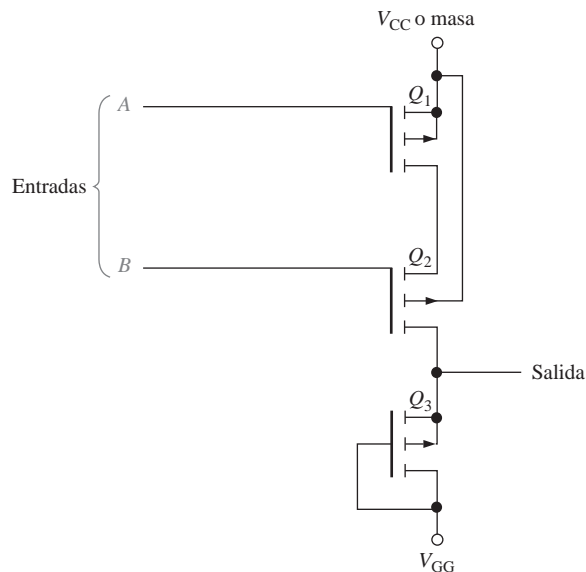 V_CC o masa
Q_1
A
Entradas
Q_2
B
Salida
Q_3
V_GG